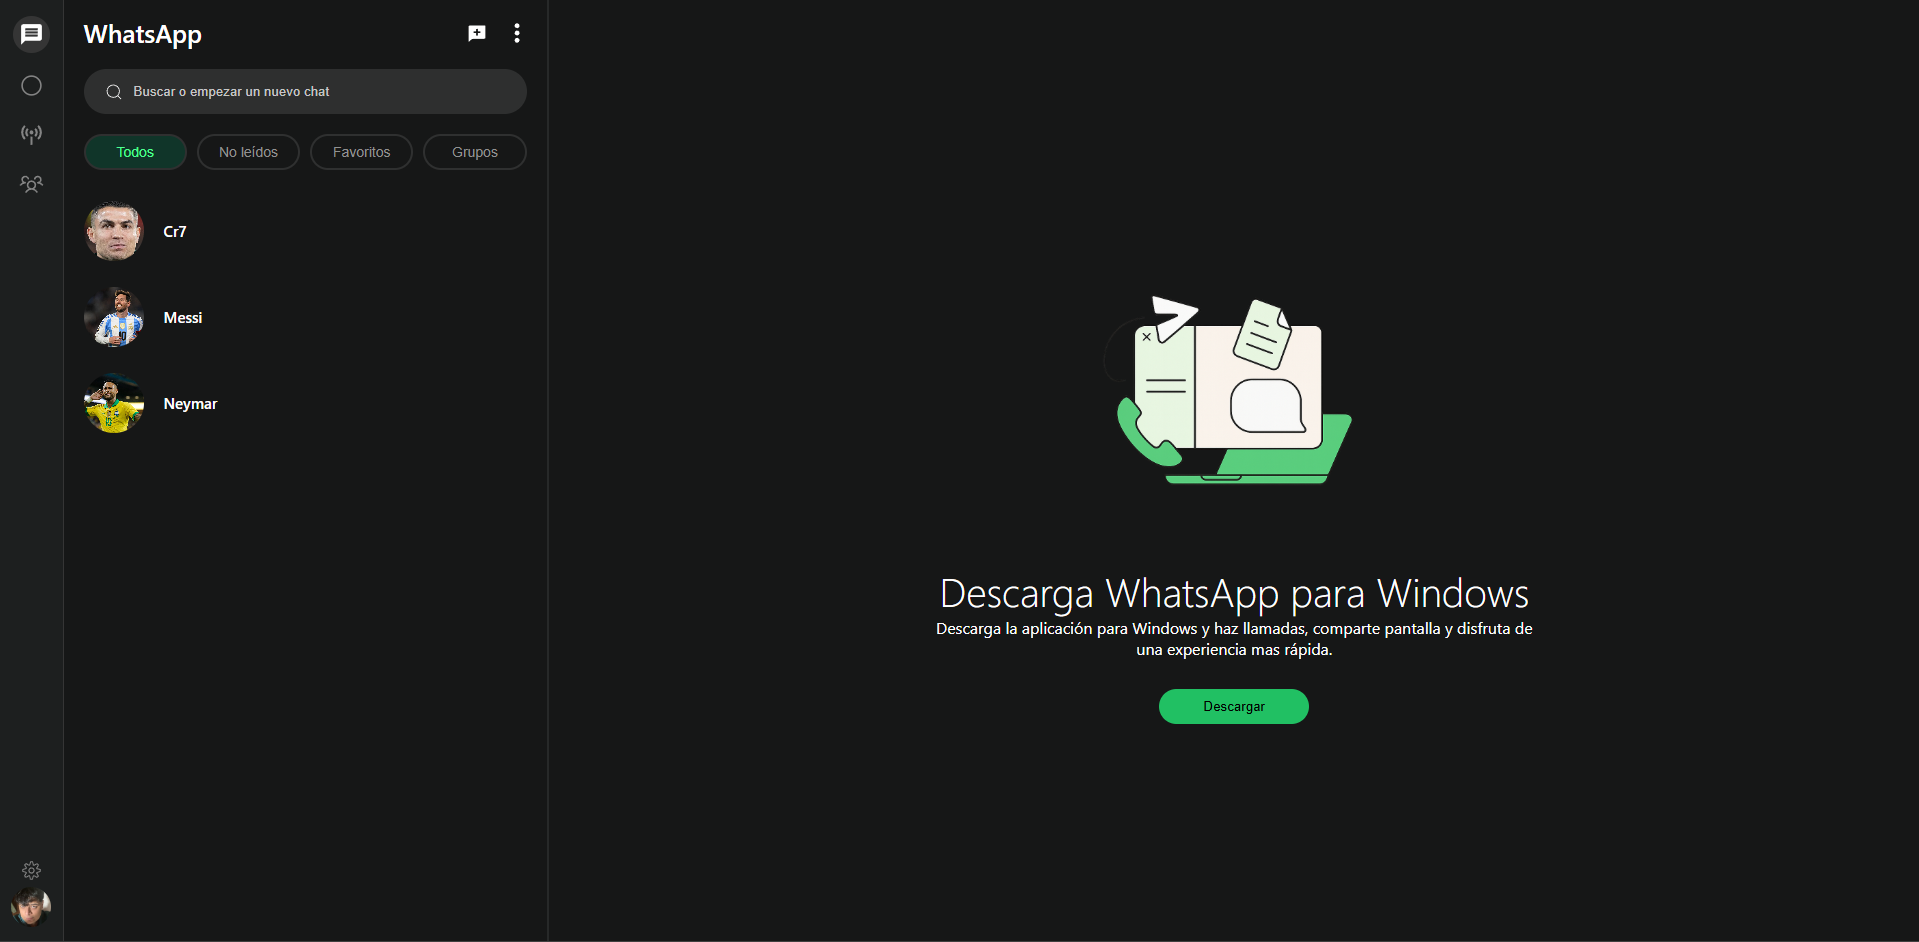 WhatsApp
Buscar o empezar un nuevo chat
Todos
No leídos
Favoritos
Grupos
Cr7
Messi
Neymar
Descarga WhatsApp para Windows
Descarga la aplicación para Windows y haz llamadas, comparte pantalla y disfruta de
una experiencia mas rápida.
Descargar